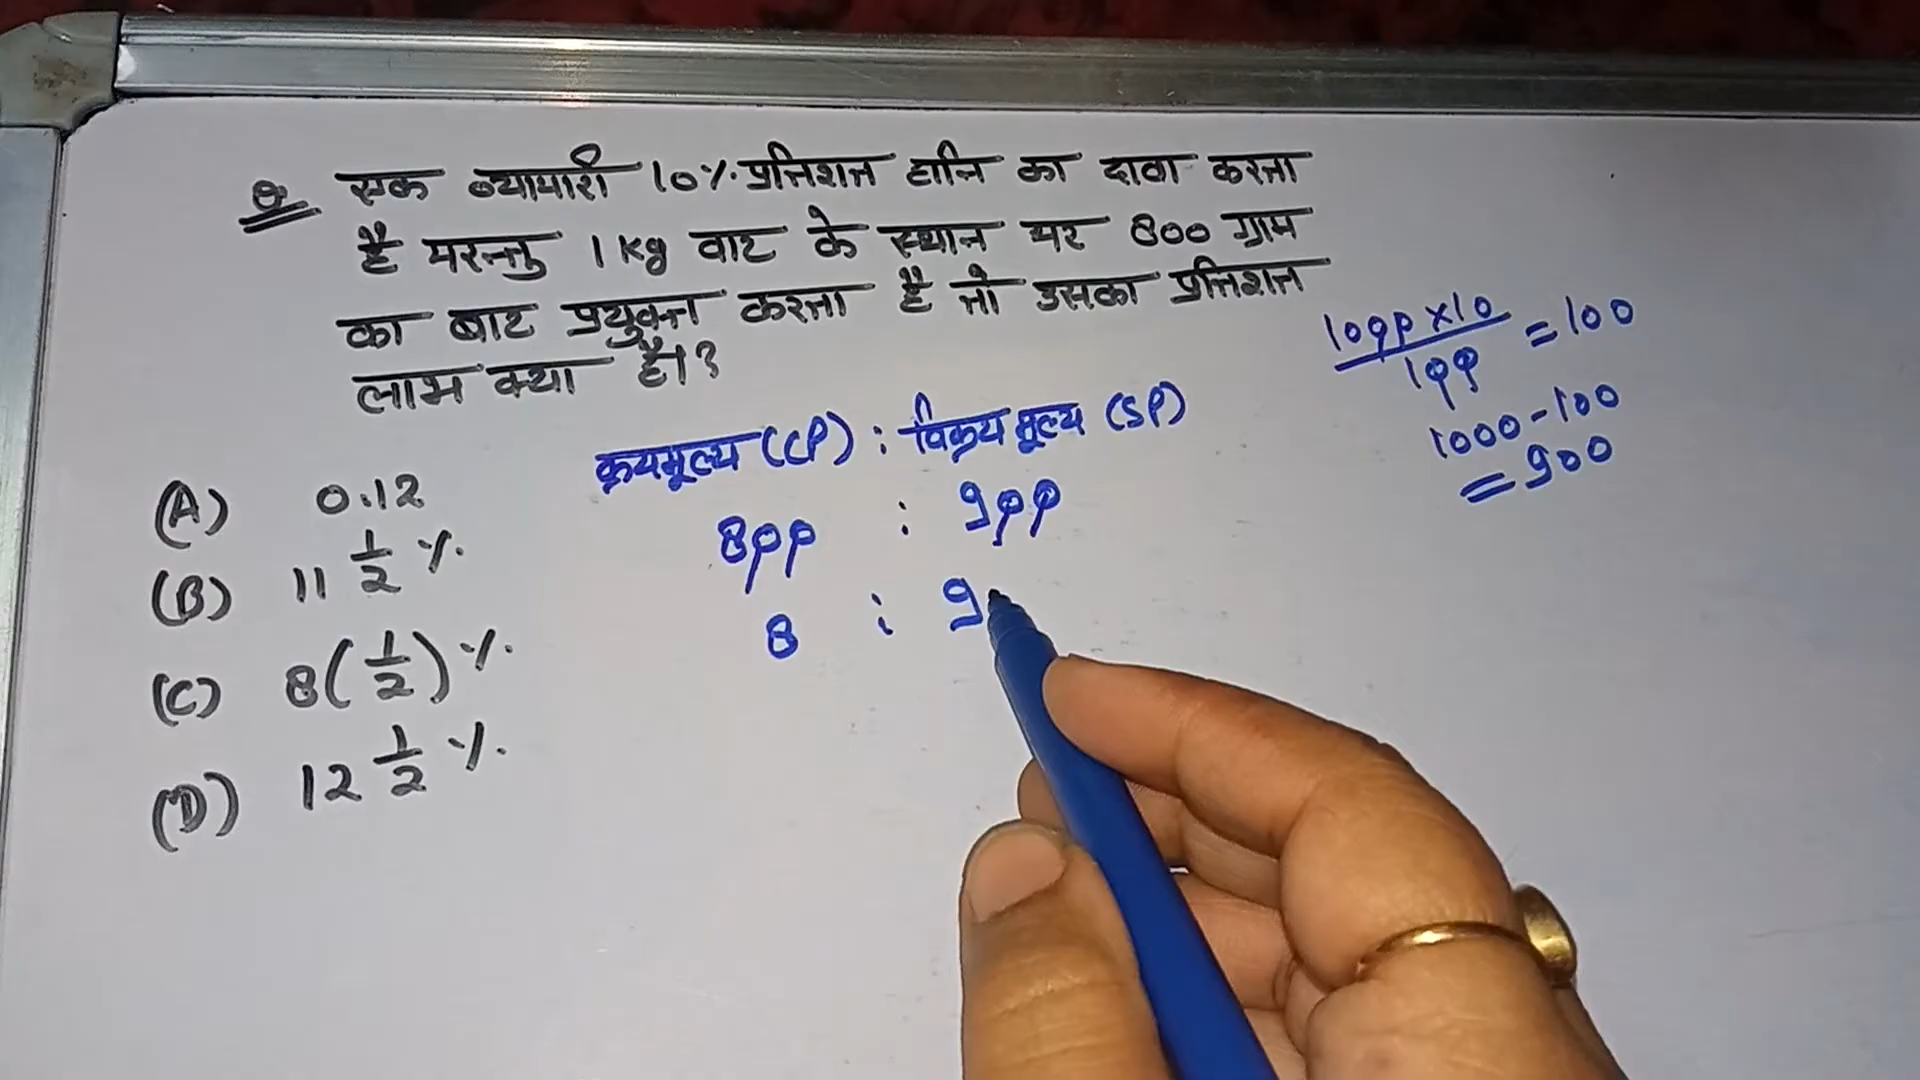 Q. एक व्यापारी 10% प्रतिशत हानि का दावा करता
है परन्तु 1 kg वाट के स्थान पर 800 ग्राम
का बाट प्रयुक्त करता है तो उसका प्रतिशत
लाभ क्या है।?
(A) 0.12
(B) 11 1/2 %
(C) 8(1/2) %
(D) 12 1/2 %
क्रयमूल्य (CP) : विक्रय मूल्य (SP)
800 : 900
8 : 9
1000 × 10 / 100 = 100
1000 - 100
= 900